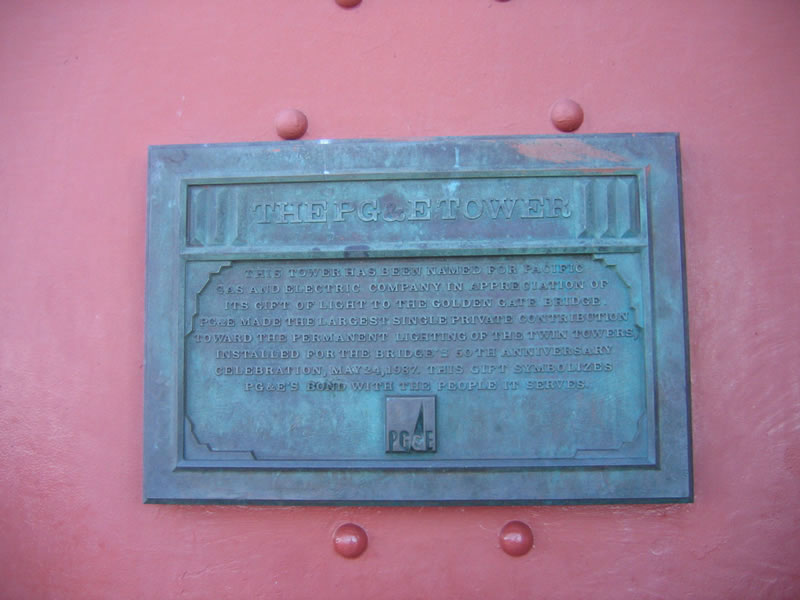 THE PG&E TOWER
THIS TOWER HAS BEEN NAMED FOR PACIFIC
GAS AND ELECTRIC COMPANY IN APPRECIATION OF
ITS GIFT OF LIGHT TO THE GOLDEN GATE BRIDGE.
PG&E MADE THE LARGEST SINGLE PRIVATE CONTRIBUTION
TOWARD THE PERMANENT LIGHTING OF THE TWIN TOWERS,
INSTALLED FOR THE BRIDGE'S 50TH ANNIVERSARY
CELEBRATION, MAY 24, 1987. THIS GIFT SYMBOLIZES
PG&E'S BOND WITH THE PEOPLE IT SERVES.
PG&E